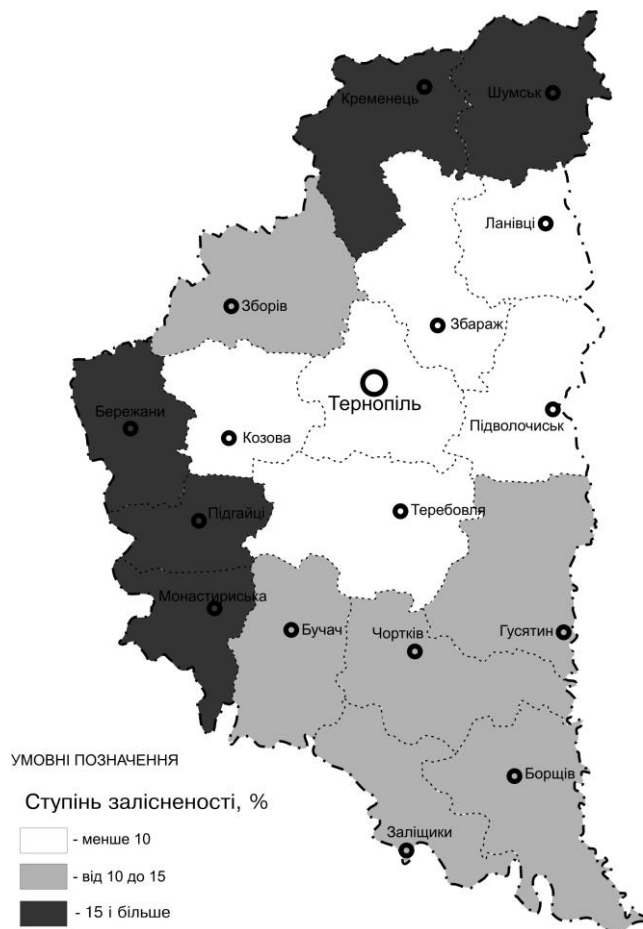 Кременець
Шумськ
Ланівці
Зборів
Збараж
Тернопіль
Бережани
Козова
Підволочиськ
Підгайці
Теребовля
Монастириська
Бучач
Чортків
Гусятин
Борщів
Заліщики
УМОВНІ ПОЗНАЧЕННЯ
Ступінь залісненості, %
- менше 10
- від 10 до 15
- 15 і більше